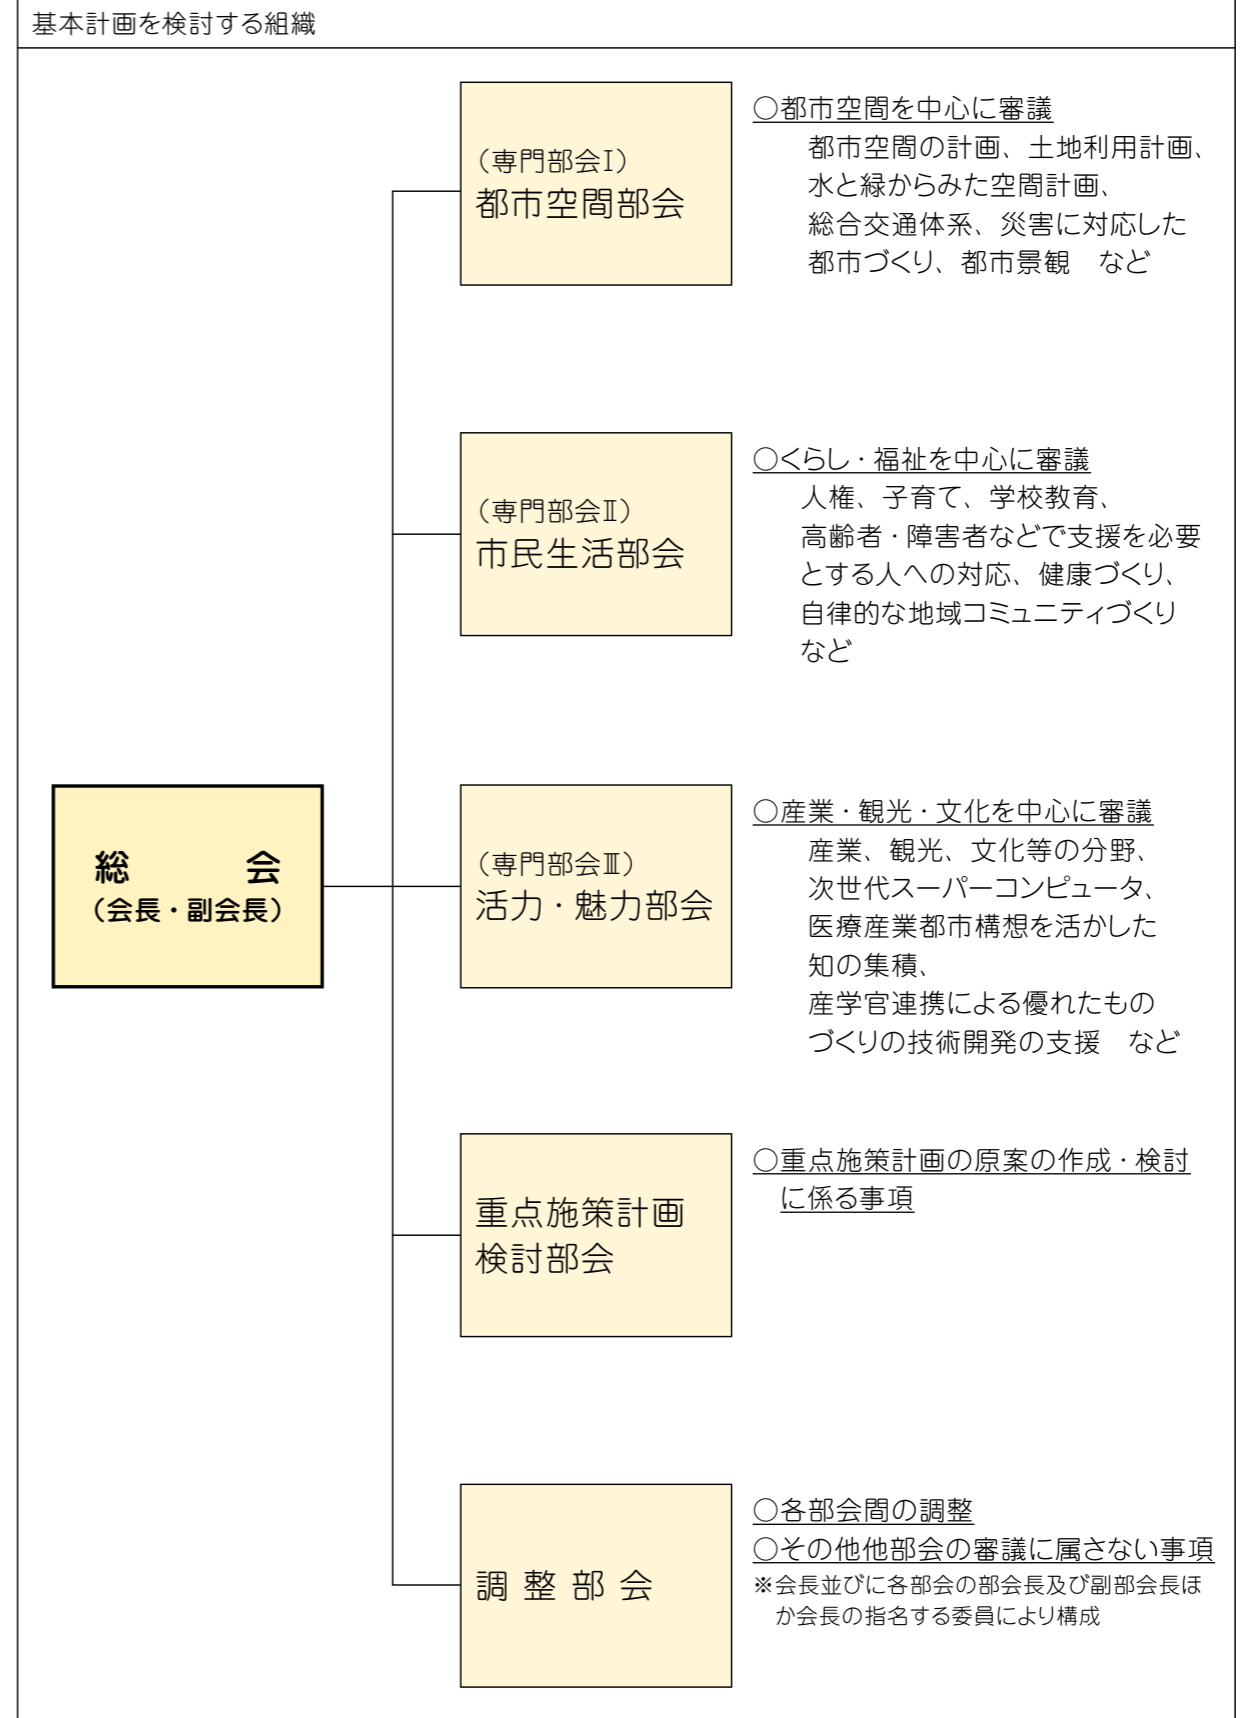 基本計画を検討する組織
(専門部会Ⅰ)
都市空間部会
○都市空間を中心に審議
都市空間の計画、土地利用計画、
水と緑からみた空間計画、
総合交通体系、災害に対応した
都市づくり、都市景観　など
(専門部会Ⅱ)
市民生活部会
○くらし・福祉を中心に審議
人権、子育て、学校教育、
高齢者・障害者などで支援を必要
とする人への対応、健康づくり、
自律的な地域コミュニティづくり
など
総　会
(会長・副会長)
(専門部会Ⅲ)
活力・魅力部会
○産業・観光・文化を中心に審議
産業、観光、文化等の分野、
次世代スーパーコンピュータ、
医療産業都市構想を活かした
知の集積、
産学官連携による優れたもの
づくりの技術開発の支援　など
重点施策計画
検討部会
○重点施策計画の原案の作成・検討
に係る事項
調整部会
○各部会間の調整
○その他他部会の審議に属さない事項
※会長並びに各部会の部会長及び副部会長ほ
か会長の指名する委員により構成